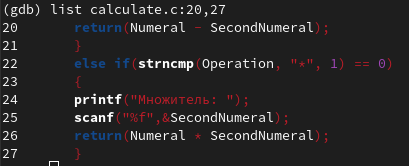 (gdb) list calculate.c:20,27
20 return(Numeral - SecondNumeral);
21 }
22 else if(strncmp(Operation, "*", 1) == 0)
23 {
24 printf("Множитель: ");
25 scanf("%f",&SecondNumeral);
26 return(Numeral * SecondNumeral);
27 }